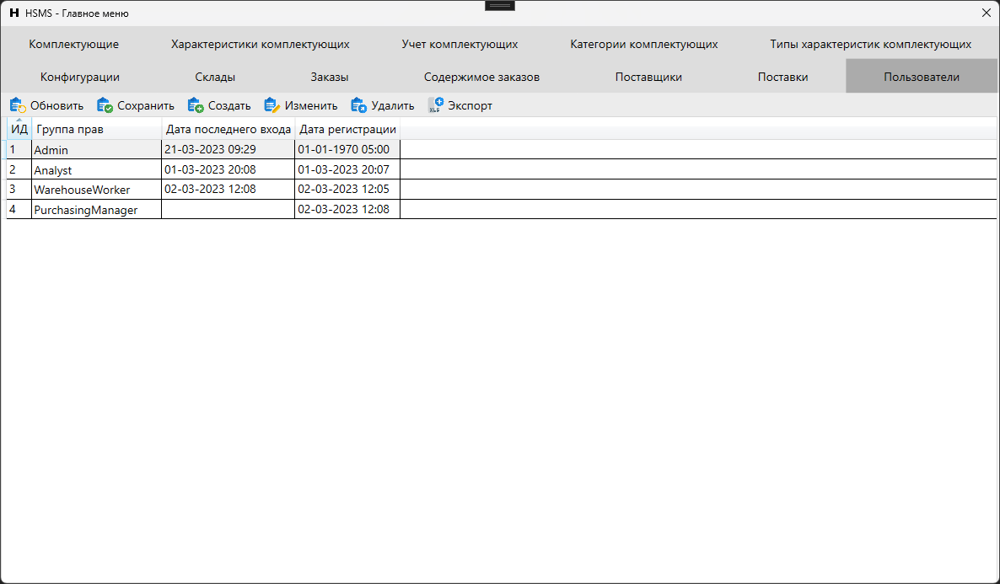 H HSMS - Главное меню
Комплектующие Характеристики комплектующих Учет комплектующих Категории комплектующих Типы характеристик комплектующих
Конфигурации Склады Заказы Содержимое заказов Поставщики Поставки Пользователи
Обновить Сохранить Создать Изменить Удалить XLS Экспорт
ИД Группа прав Дата последнего входа Дата регистрации
1 Admin 21-03-2023 09:29 01-01-1970 05:00
2 Analyst 01-03-2023 20:08 01-03-2023 20:07
3 WarehouseWorker 02-03-2023 12:08 02-03-2023 12:05
4 PurchasingManager 02-03-2023 12:08